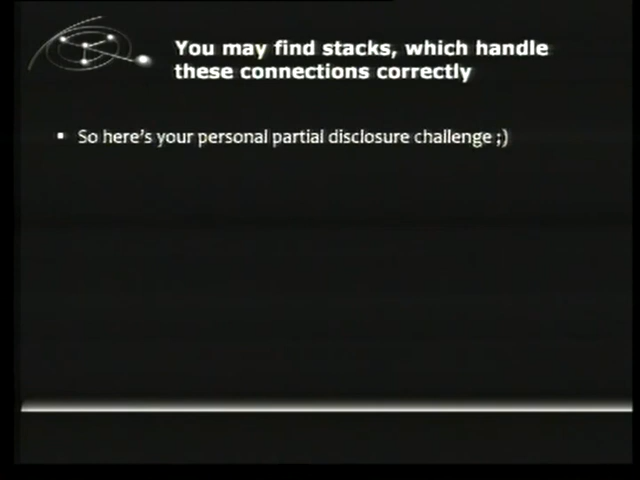 You may find stacks, which handle
these connections correctly
▪ So here's your personal partial disclosure challenge ;)